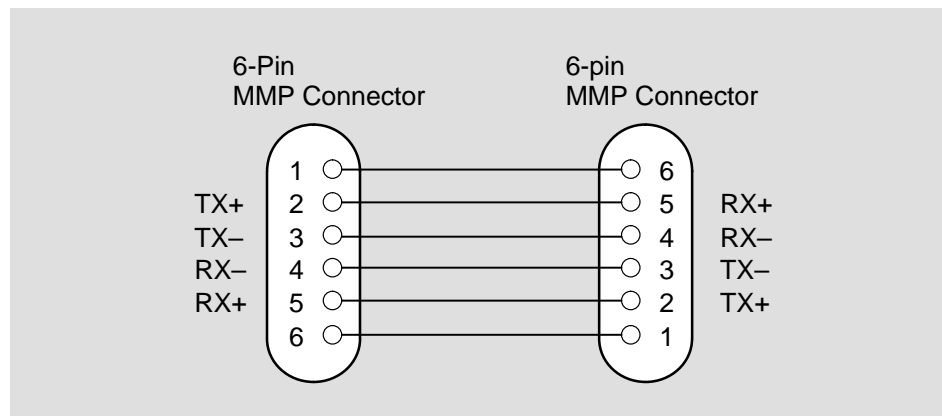 6-Pin
MMP Connector
6-pin
MMP Connector
1 6
TX+ 2 5 RX+
TX– 3 4 RX–
RX– 4 3 TX–
RX+ 5 2 TX+
6 1